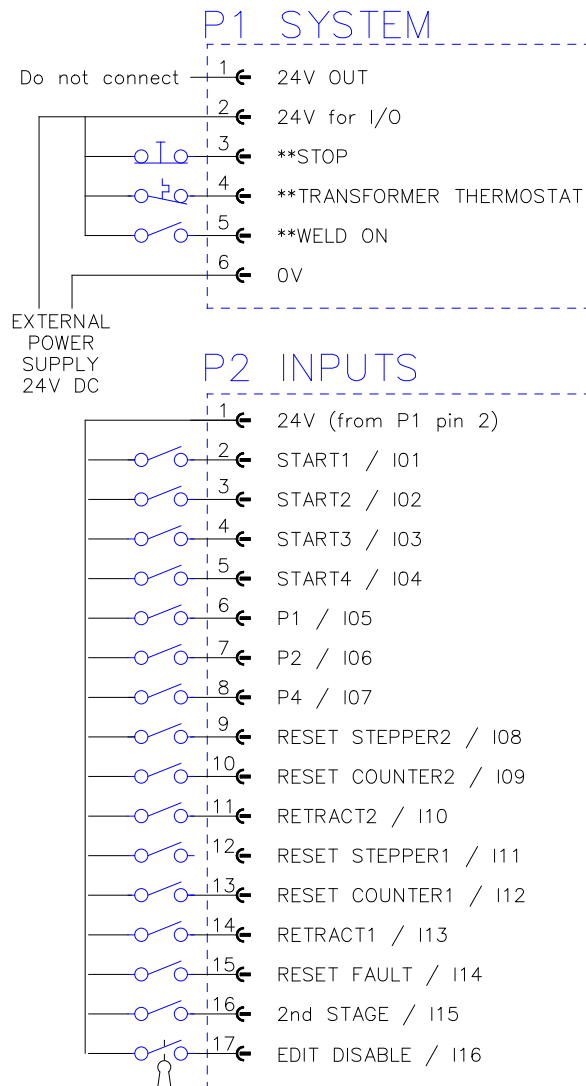 P1 SYSTEM
Do not connect 1 24V OUT
2 24V for I/O
3 **STOP
4 **TRANSFORMER THERMOSTAT
5 **WELD ON
6 0V
EXTERNAL
POWER
SUPPLY
24V DC
P2 INPUTS
1 24V (from P1 pin 2)
2 START1 / I01
3 START2 / I02
4 START3 / I03
5 START4 / I04
6 P1 / I05
7 P2 / I06
8 P4 / I07
9 RESET STEPPER2 / I08
10 RESET COUNTER2 / I09
11 RETRACT2 / I10
12 RESET STEPPER1 / I11
13 RESET COUNTER1 / I12
14 RETRACT1 / I13
15 RESET FAULT / I14
16 2nd STAGE / I15
17 EDIT DISABLE / I16